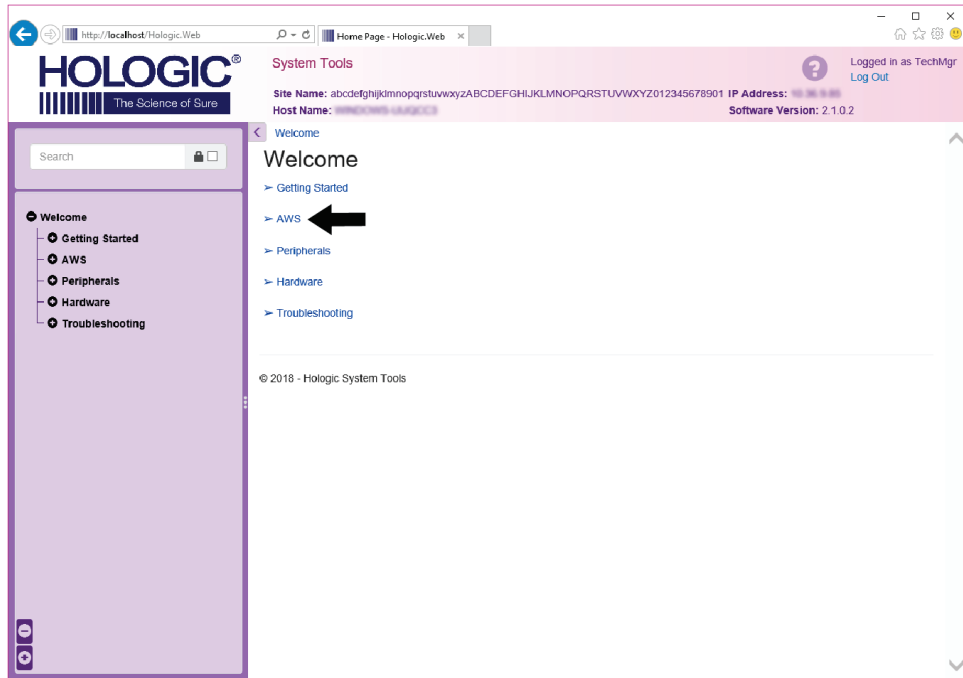 http://localhost/Hologic.Web
Home Page - Hologic.Web
HOLOGIC®
The Science of Sure
System Tools
Logged in as TechMgr
Log Out
Site Name: abcdefghijklmnopqrstuvwxyzABCDEFGHIJKLMNOPQRSTUVWXYZ012345678901 IP Address:
Host Name:
Software Version: 2.1.0.2
Search
Welcome
Getting Started
AWS
Peripherals
Hardware
Troubleshooting
Welcome
Welcome
➢ Getting Started
➢ AWS
➢ Peripherals
➢ Hardware
➢ Troubleshooting
© 2018 - Hologic System Tools